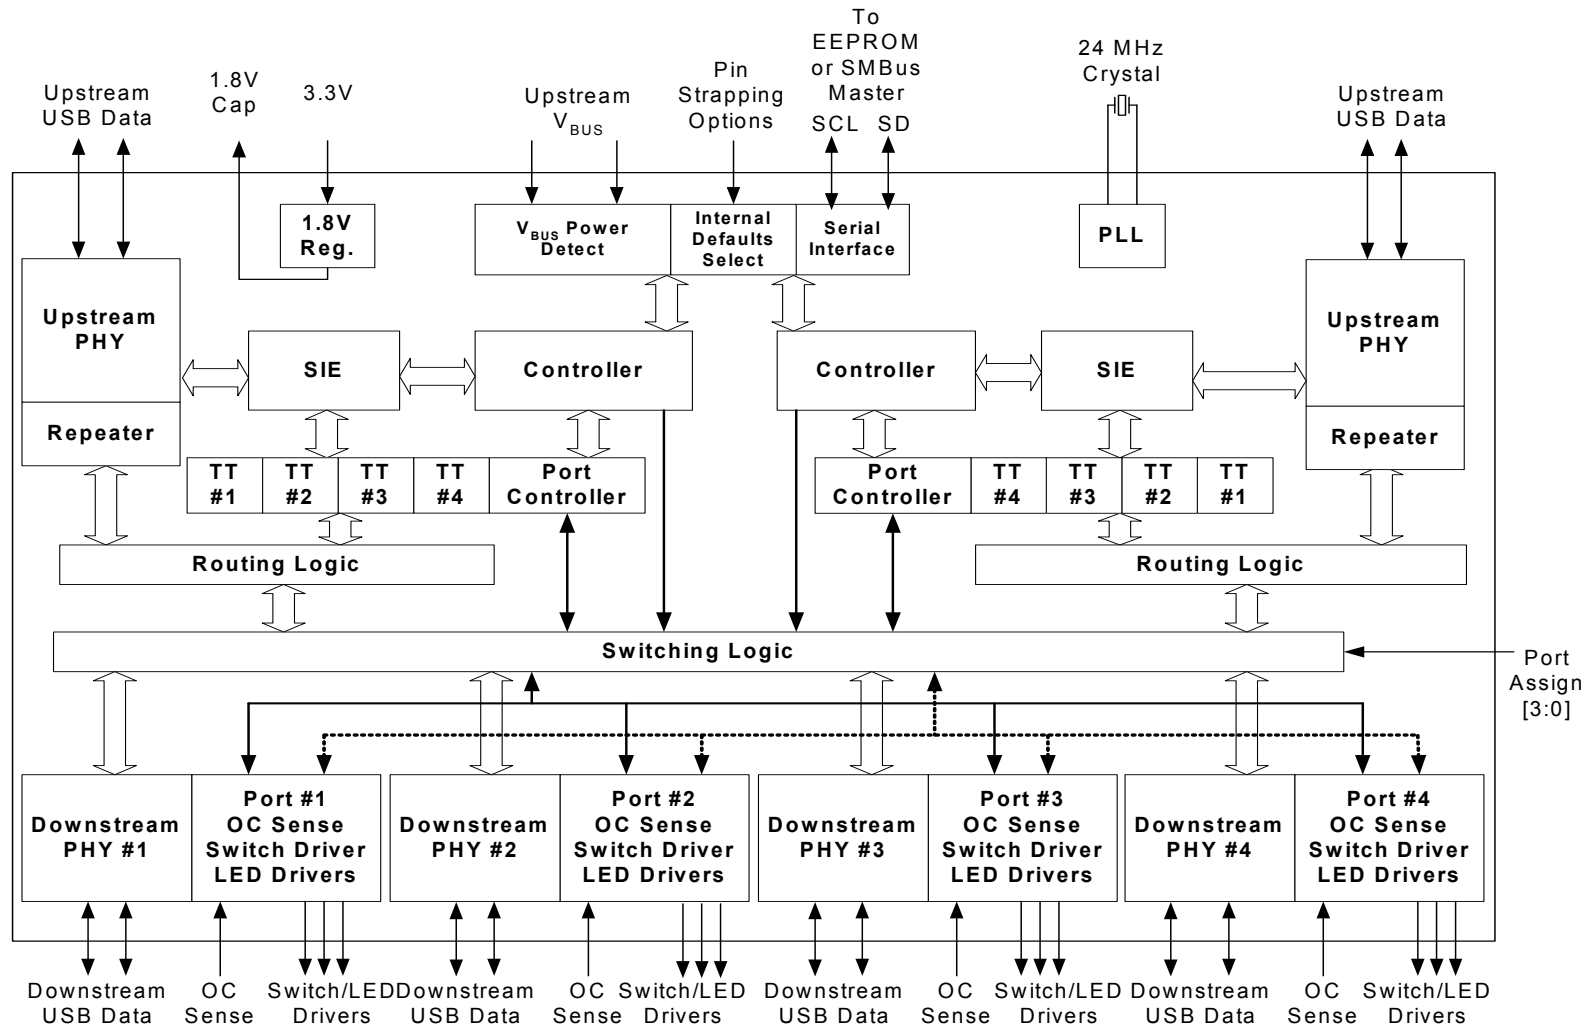 To
EEPROM
or SMBus
Master
SCL SD
24 MHz
Crystal
1.8V
Cap
3.3V
Upstream
USB Data
Upstream
VBUS
Pin
Strapping
Options
Upstream
USB Data
1.8V
Reg.
VBUS Power
Detect
Internal
Defaults
Select
Serial
Interface
PLL
Upstream
PHY
SIE
Controller
Controller
SIE
Upstream
PHY
Repeater
Repeater
TT
#1
TT
#2
TT
#3
TT
#4
Port
Controller
Port
Controller
TT
#4
TT
#3
TT
#2
TT
#1
Routing Logic
Routing Logic
Switching Logic
Port
Assign
[3:0]
Downstream
PHY #1
Port #1
OC Sense
Switch Driver
LED Drivers
Downstream
PHY #2
Port #2
OC Sense
Switch Driver
LED Drivers
Downstream
PHY #3
Port #3
OC Sense
Switch Driver
LED Drivers
Downstream
PHY #4
Port #4
OC Sense
Switch Driver
LED Drivers
Downstream
USB Data
OC
Sense
Switch/LED
Drivers
Downstream
USB Data
OC
Sense
Switch/LED
Drivers
Downstream
USB Data
OC
Sense
Switch/LED
Drivers
Downstream
USB Data
OC
Sense
Switch/LED
Drivers